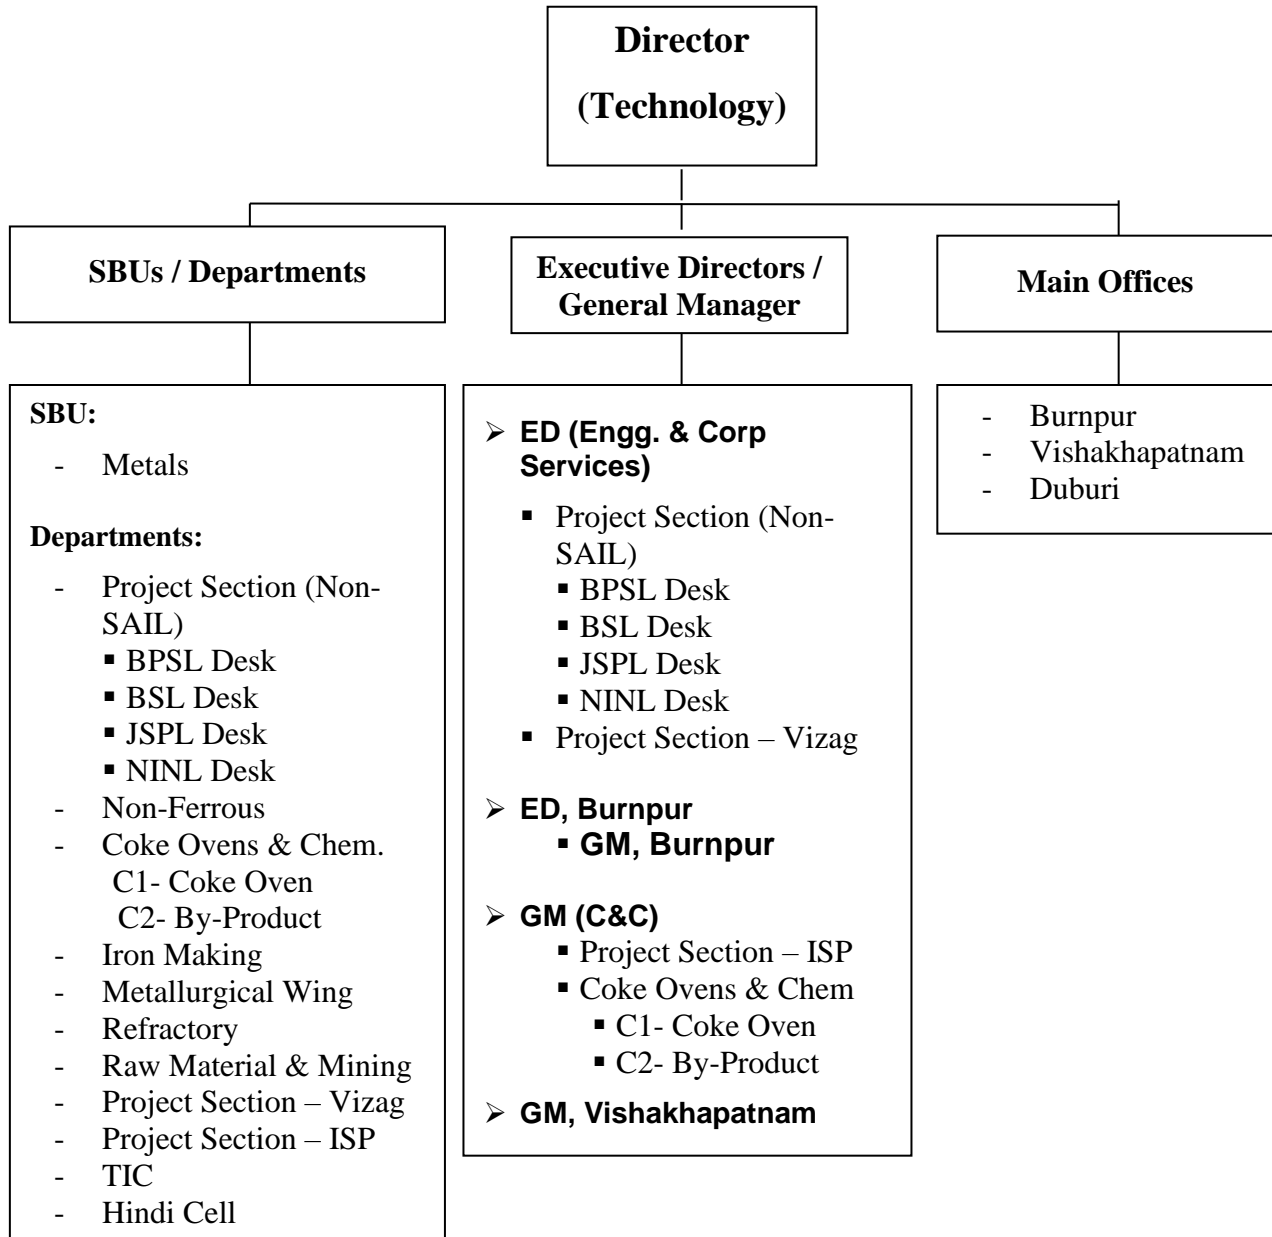 Director
(Technology)
SBUs / Departments
Executive Directors /
General Manager
Main Offices
SBU:
- Metals
Departments:
- Project Section (Non-
SAIL)
▪ BPSL Desk
▪ BSL Desk
▪ JSPL Desk
▪ NINL Desk
- Non-Ferrous
- Coke Ovens & Chem.
C1- Coke Oven
C2- By-Product
- Iron Making
- Metallurgical Wing
- Refractory
- Raw Material & Mining
- Project Section – Vizag
- Project Section – ISP
- TIC
- Hindi Cell
➢ ED (Engg. & Corp
Services)
▪ Project Section (Non-
SAIL)
▪ BPSL Desk
▪ BSL Desk
▪ JSPL Desk
▪ NINL Desk
▪ Project Section – Vizag
➢ ED, Burnpur
▪ GM, Burnpur
➢ GM (C&C)
▪ Project Section – ISP
▪ Coke Ovens & Chem
▪ C1- Coke Oven
▪ C2- By-Product
➢ GM, Vishakhapatnam
- Burnpur
- Vishakhapatnam
- Duburi